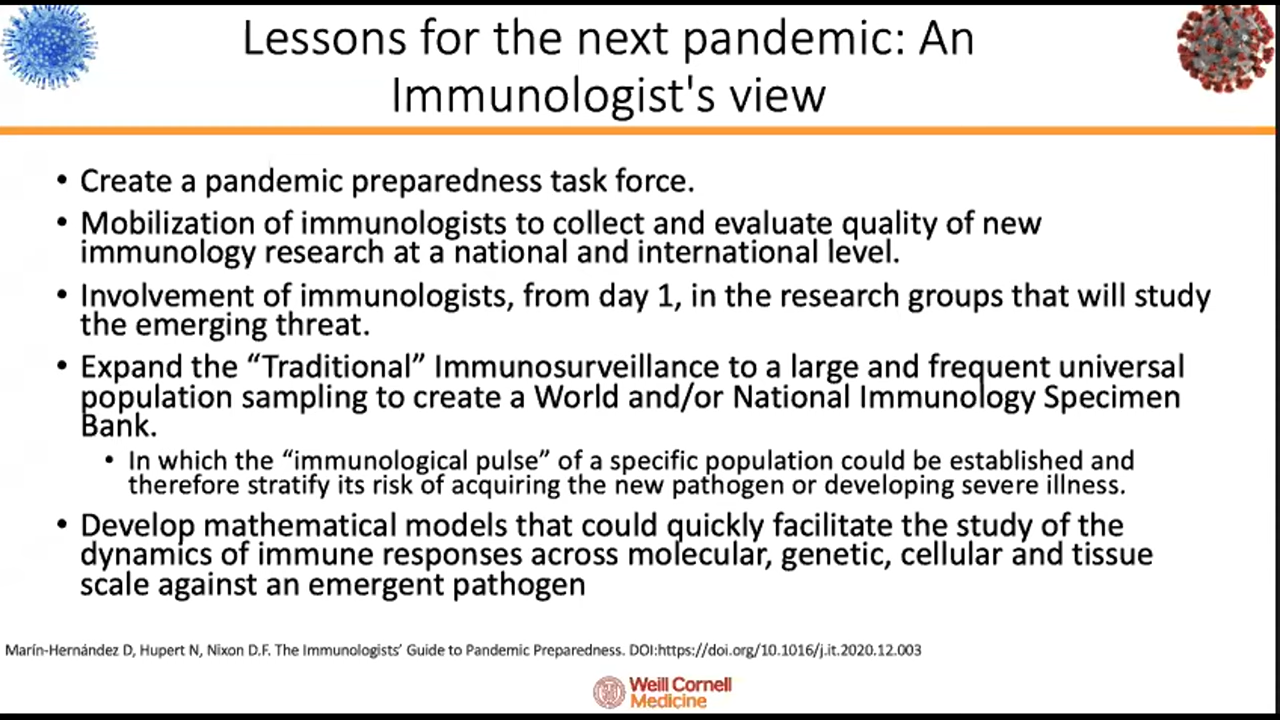 Lessons for the next pandemic: An
Immunologist's view
• Create a pandemic preparedness task force.
• Mobilization of immunologists to collect and evaluate quality of new
immunology research at a national and international level.
• Involvement of immunologists, from day 1, in the research groups that will study
the emerging threat.
• Expand the “Traditional” Immunosurveillance to a large and frequent universal
population sampling to create a World and/or National Immunology Specimen
Bank.
• In which the “immunological pulse” of a specific population could be established and
therefore stratify its risk of acquiring the new pathogen or developing severe illness.
• Develop mathematical models that could quickly facilitate the study of the
dynamics of immune responses across molecular, genetic, cellular and tissue
scale against an emergent pathogen
Marín-Hernández D, Hupert N, Nixon D.F. The Immunologists’ Guide to Pandemic Preparedness. DOI:https://doi.org/10.1016/j.it.2020.12.003
Weill Cornell
Medicine